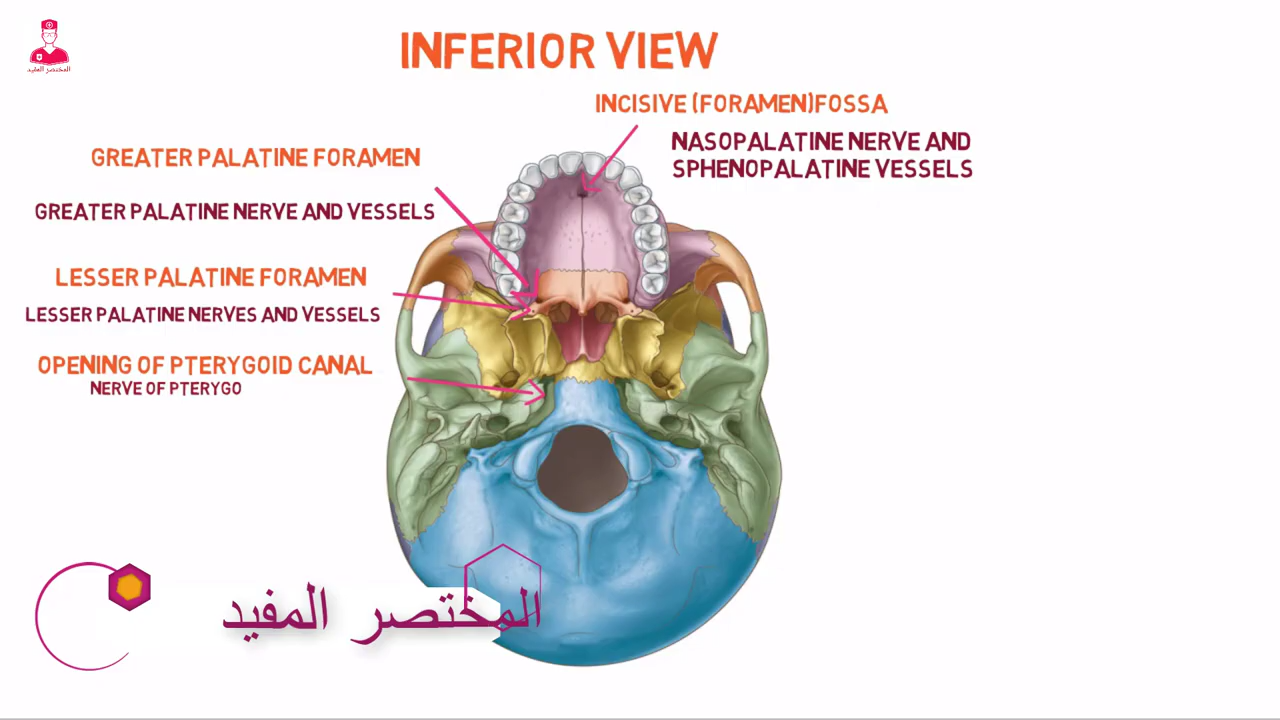 المختصر المفيد
INFERIOR VIEW
INCISIVE (FORAMEN)FOSSA
NASOPALATINE NERVE AND
SPHENOPALATINE VESSELS
GREATER PALATINE FORAMEN
GREATER PALATINE NERVE AND VESSELS
LESSER PALATINE FORAMEN
LESSER PALATINE NERVES AND VESSELS
OPENING OF PTERYGOID CANAL
NERVE OF PTERYGO
المختصر المفيد